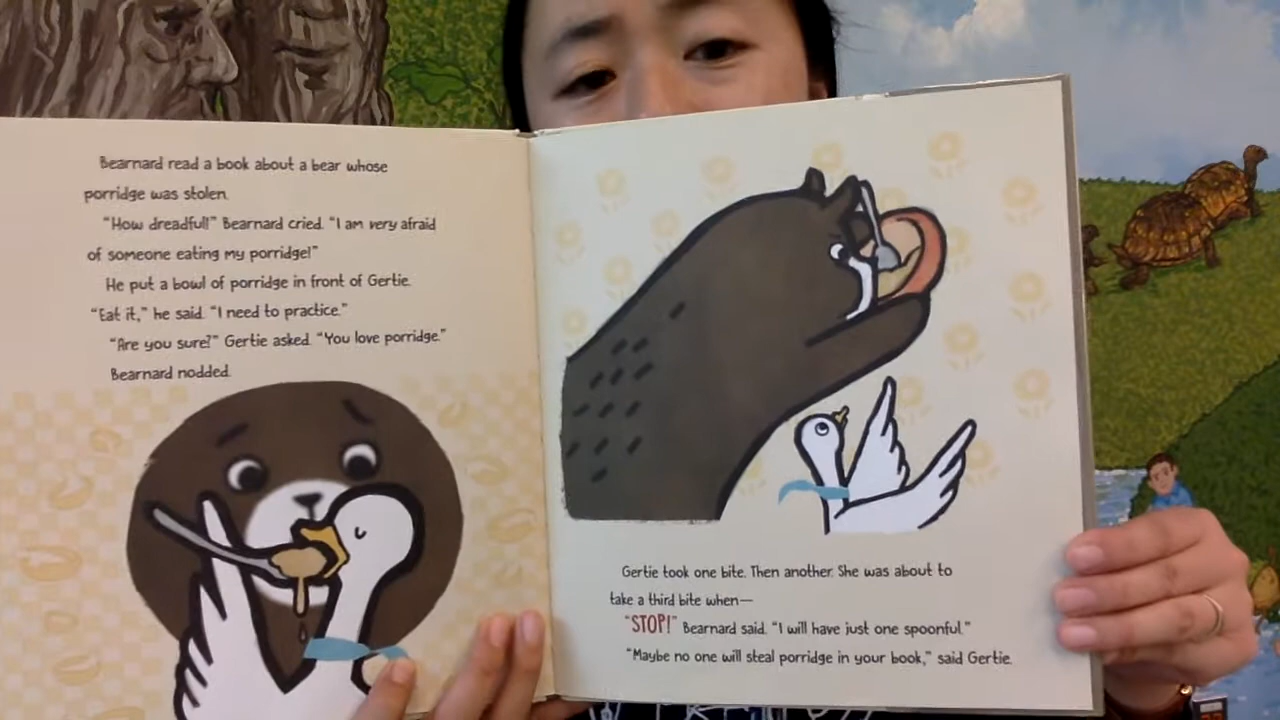 Bearnard read a book about a bear whose
porridge was stolen.
"How dreadful!" Bearnard cried. "I am very afraid
of someone eating my porridge!"
He put a bowl of porridge in front of Gertie.
"Eat it," he said. "I need to practice."
"Are you sure?" Gertie asked. "You love porridge."
Bearnard nodded.
Gertie took one bite. Then another. She was about to
take a third bite when—
"STOP!" Bearnard said. "I will have just one spoonful."
"Maybe no one will steal porridge in your book," said Gertie.